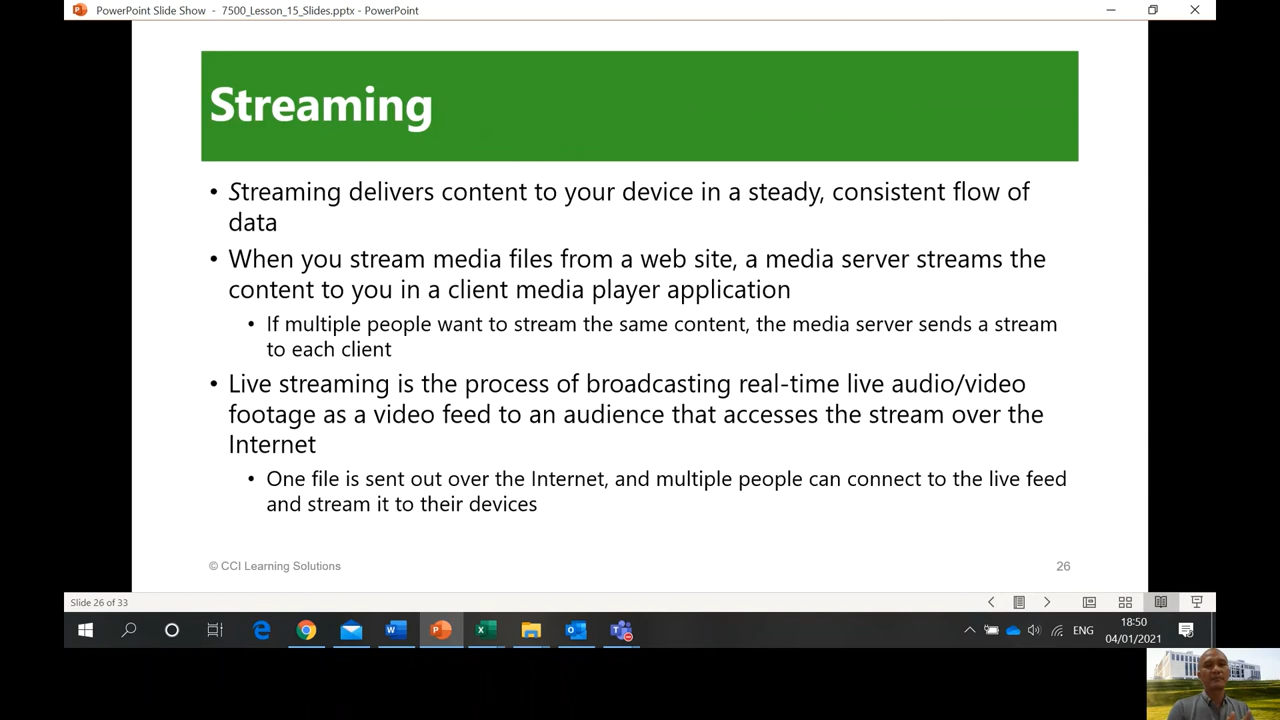 PowerPoint Slide Show - 7500_Lesson_15_Slides.pptx - PowerPoint
Streaming
• Streaming delivers content to your device in a steady, consistent flow of
data
• When you stream media files from a web site, a media server streams the
content to you in a client media player application
• If multiple people want to stream the same content, the media server sends a stream
to each client
• Live streaming is the process of broadcasting real-time live audio/video
footage as a video feed to an audience that accesses the stream over the
Internet
• One file is sent out over the Internet, and multiple people can connect to the live feed
and stream it to their devices
© CCI Learning Solutions 26
Slide 26 of 33
ENG 18:50
04/01/2021